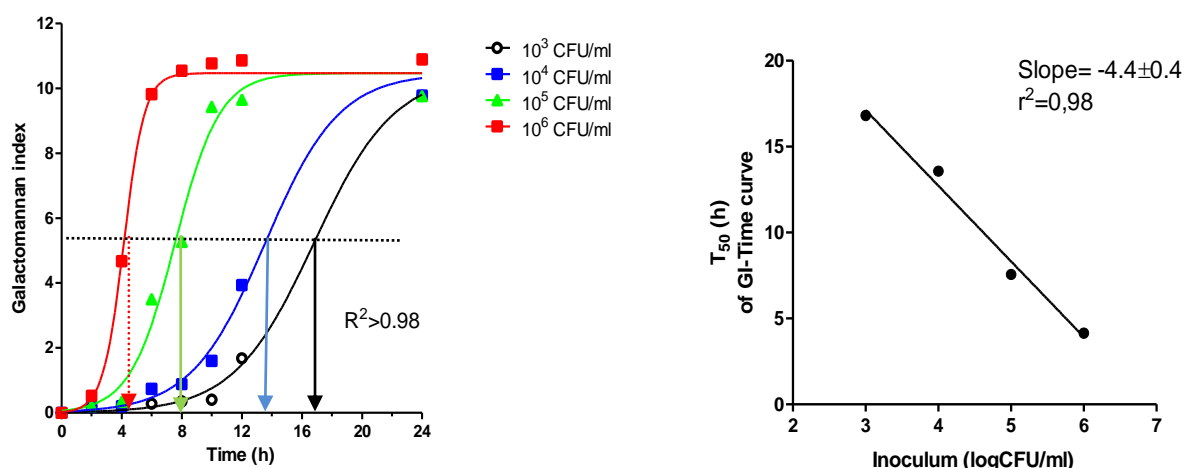 12
10
8
6
4
2
0
Galactomannan index
0 4 8 12 16 20 24
Time (h)
10³ CFU/ml
10⁴ CFU/ml
10⁵ CFU/ml
10⁶ CFU/ml
R²>0.98
20
15
10
5
0
T₅₀ (h)
of GI-Time curve
2 3 4 5 6 7
Inoculum (logCFU/ml)
Slope= -4.4±0.4
r²=0,98